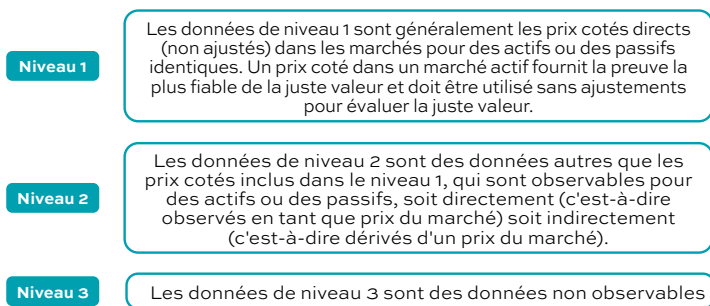 Niveau 1
Les données de niveau 1 sont généralement les prix cotés directs
(non ajustés) dans les marchés pour des actifs ou des passifs
identiques. Un prix coté dans un marché actif fournit la preuve la
plus fiable de la juste valeur et doit être utilisé sans ajustements
pour évaluer la juste valeur.
Niveau 2
Les données de niveau 2 sont des données autres que les
prix cotés inclus dans le niveau 1, qui sont observables pour
des actifs ou des passifs, soit directement (c'est-à-dire
observés en tant que prix du marché) soit indirectement
(c'est-à-dire dérivés d'un prix du marché).
Niveau 3
Les données de niveau 3 sont des données non observables